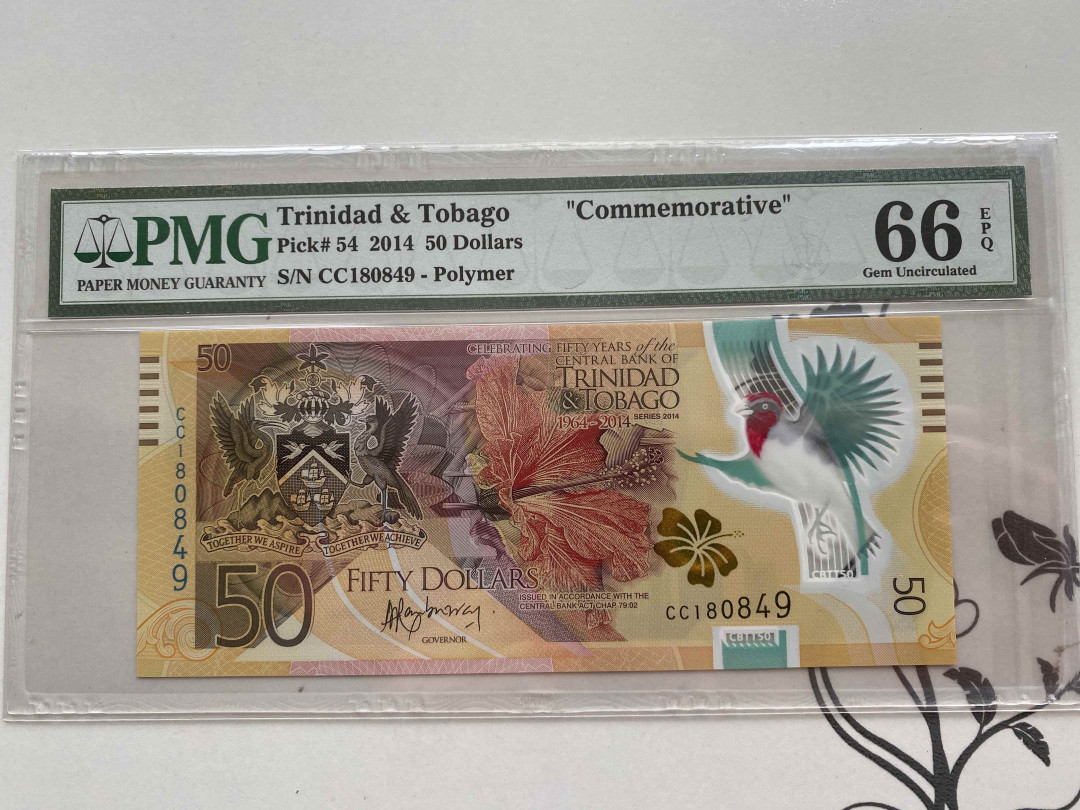 PMG
PAPER MONEY GUARANTY
Trinidad & Tobago "Commemorative"
Pick# 54 2014 50 Dollars
S/N CC180849 - Polymer
66 EPQ
Gem Uncirculated
50
CELEBRATING FIFTY YEARS of the
CENTRAL BANK OF
TRINIDAD
& TOBAGO
1964-2014 SERIES 2014
CC180849
TOGETHER WE ASPIRE TOGETHER WE ACHIEVE
50 FIFTY DOLLARS
ISSUED IN ACCORDANCE WITH THE
CENTRAL BANK ACT CHAP. 79:02
GOVERNOR
CC180849
CBTT50
50
CBTT50